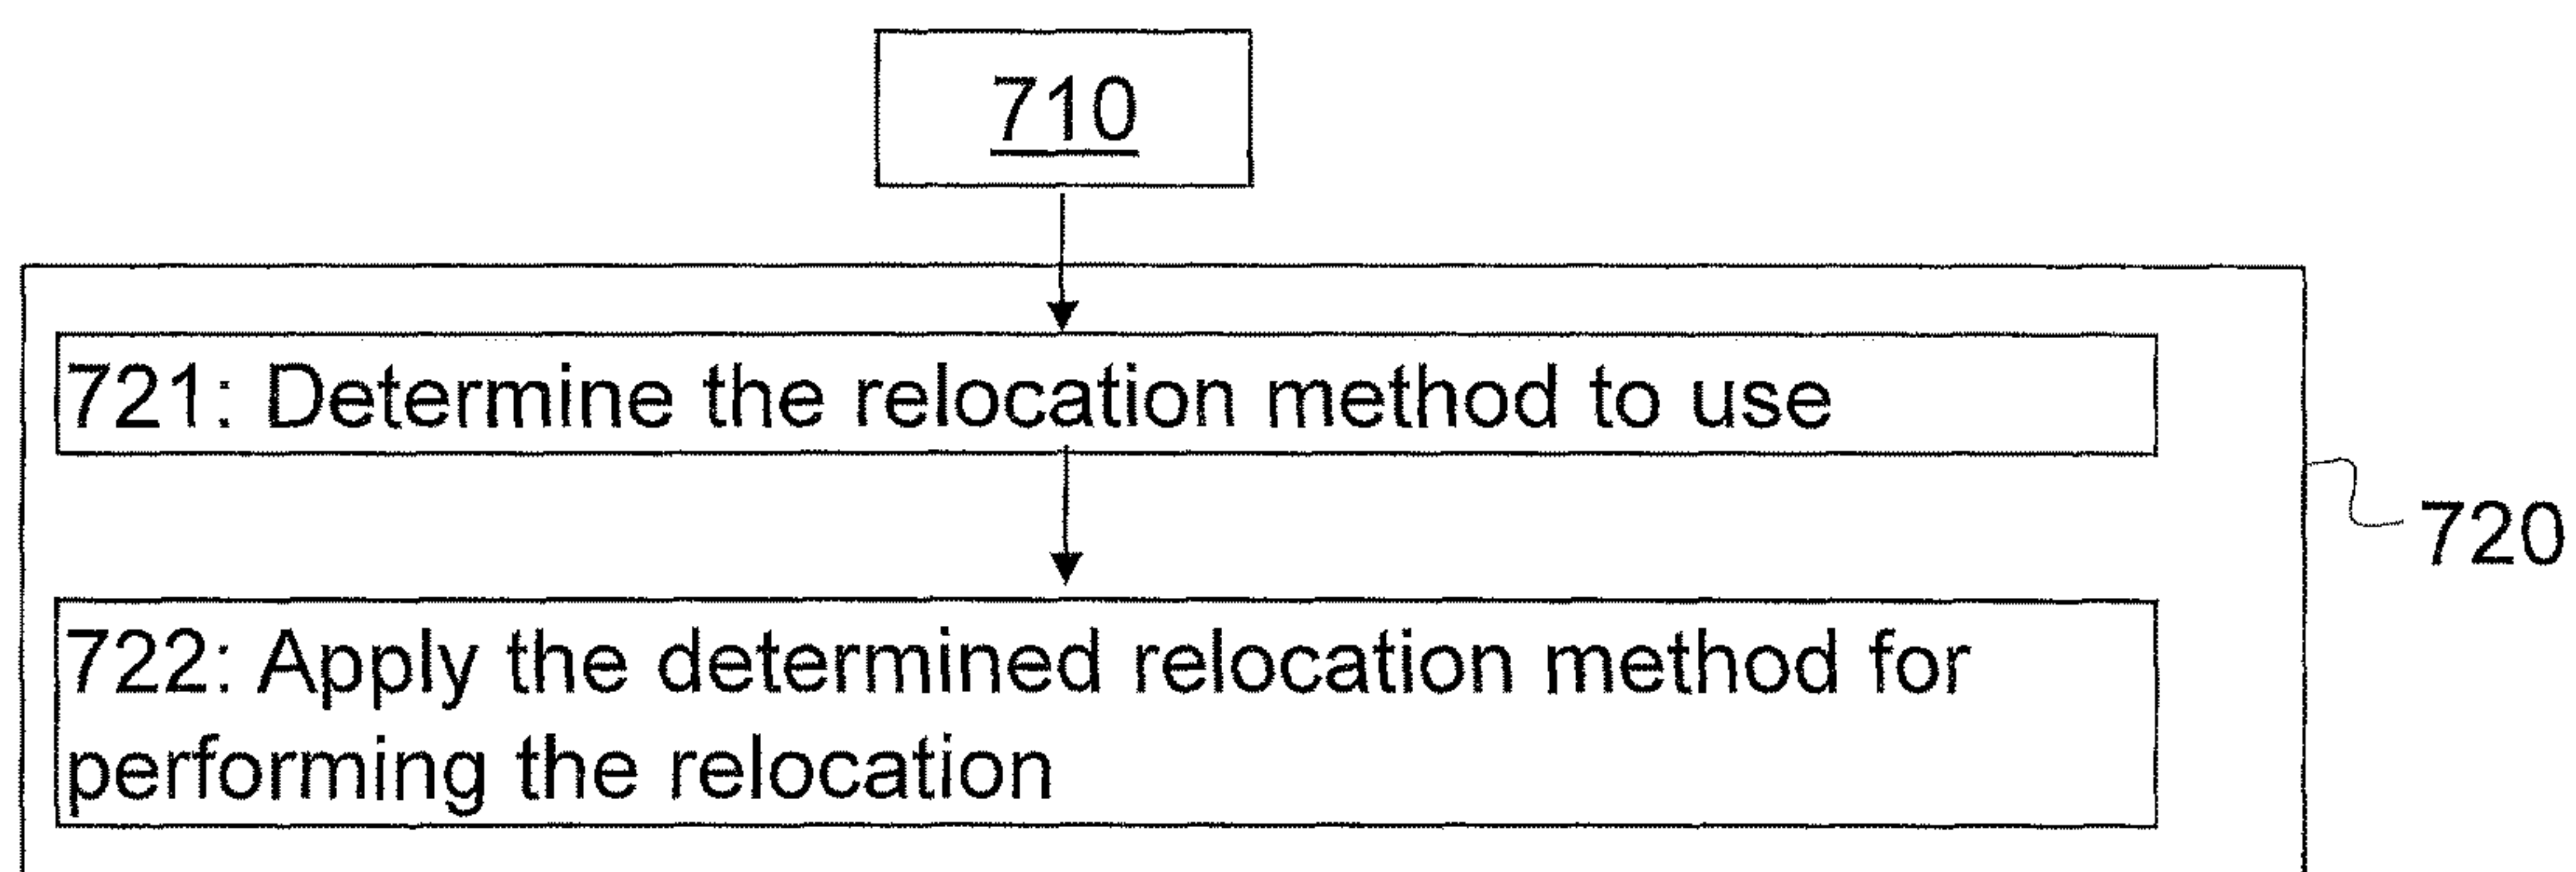 710
721: Determine the relocation method to use
720
722: Apply the determined relocation method for
performing the relocation